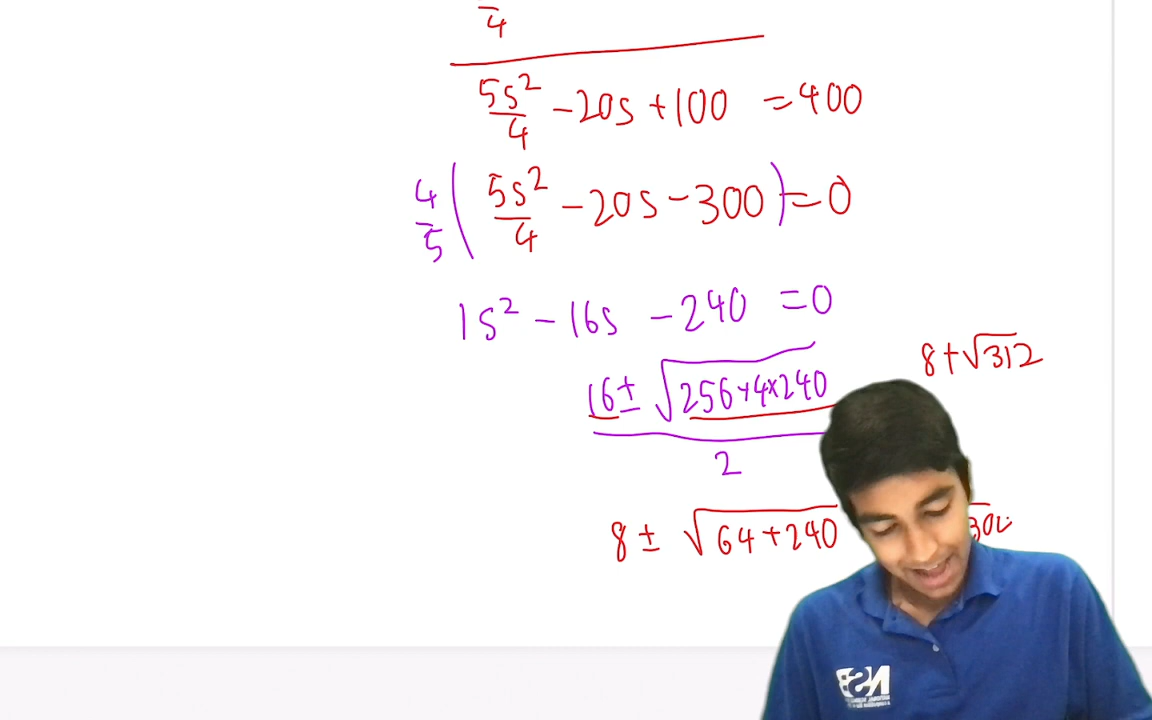 4
5s²/4 - 20s + 100 = 400
4/5 ( 5s²/4 - 20s - 300 ) = 0
1s² - 16s - 240 = 0
8 + √312
16 ± √256 + 4×240
2
8 ± √64 + 240
NSB